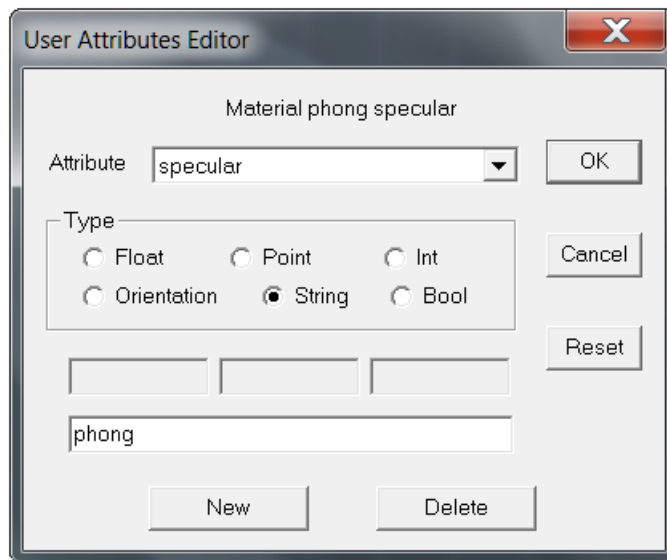 User Attributes Editor
Material phong specular
Attribute specular OK
Type
Float Point Int Cancel
Orientation String Bool
Reset
phong
New Delete